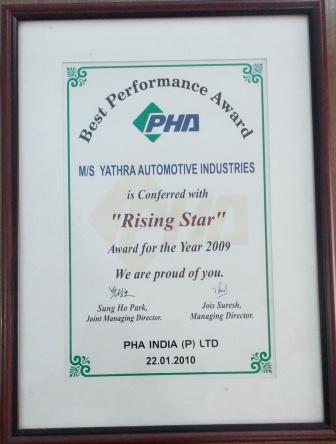 Best Performance Award
PHA
M/S YATHRA AUTOMOTIVE INDUSTRIES
is Conferred with
"Rising Star"
Award for the Year 2009
We are proud of you.
Sung Ho Park,
Joint Managing Director.
Jois Suresh,
Managing Director.
PHA INDIA (P) LTD
22.01.2010